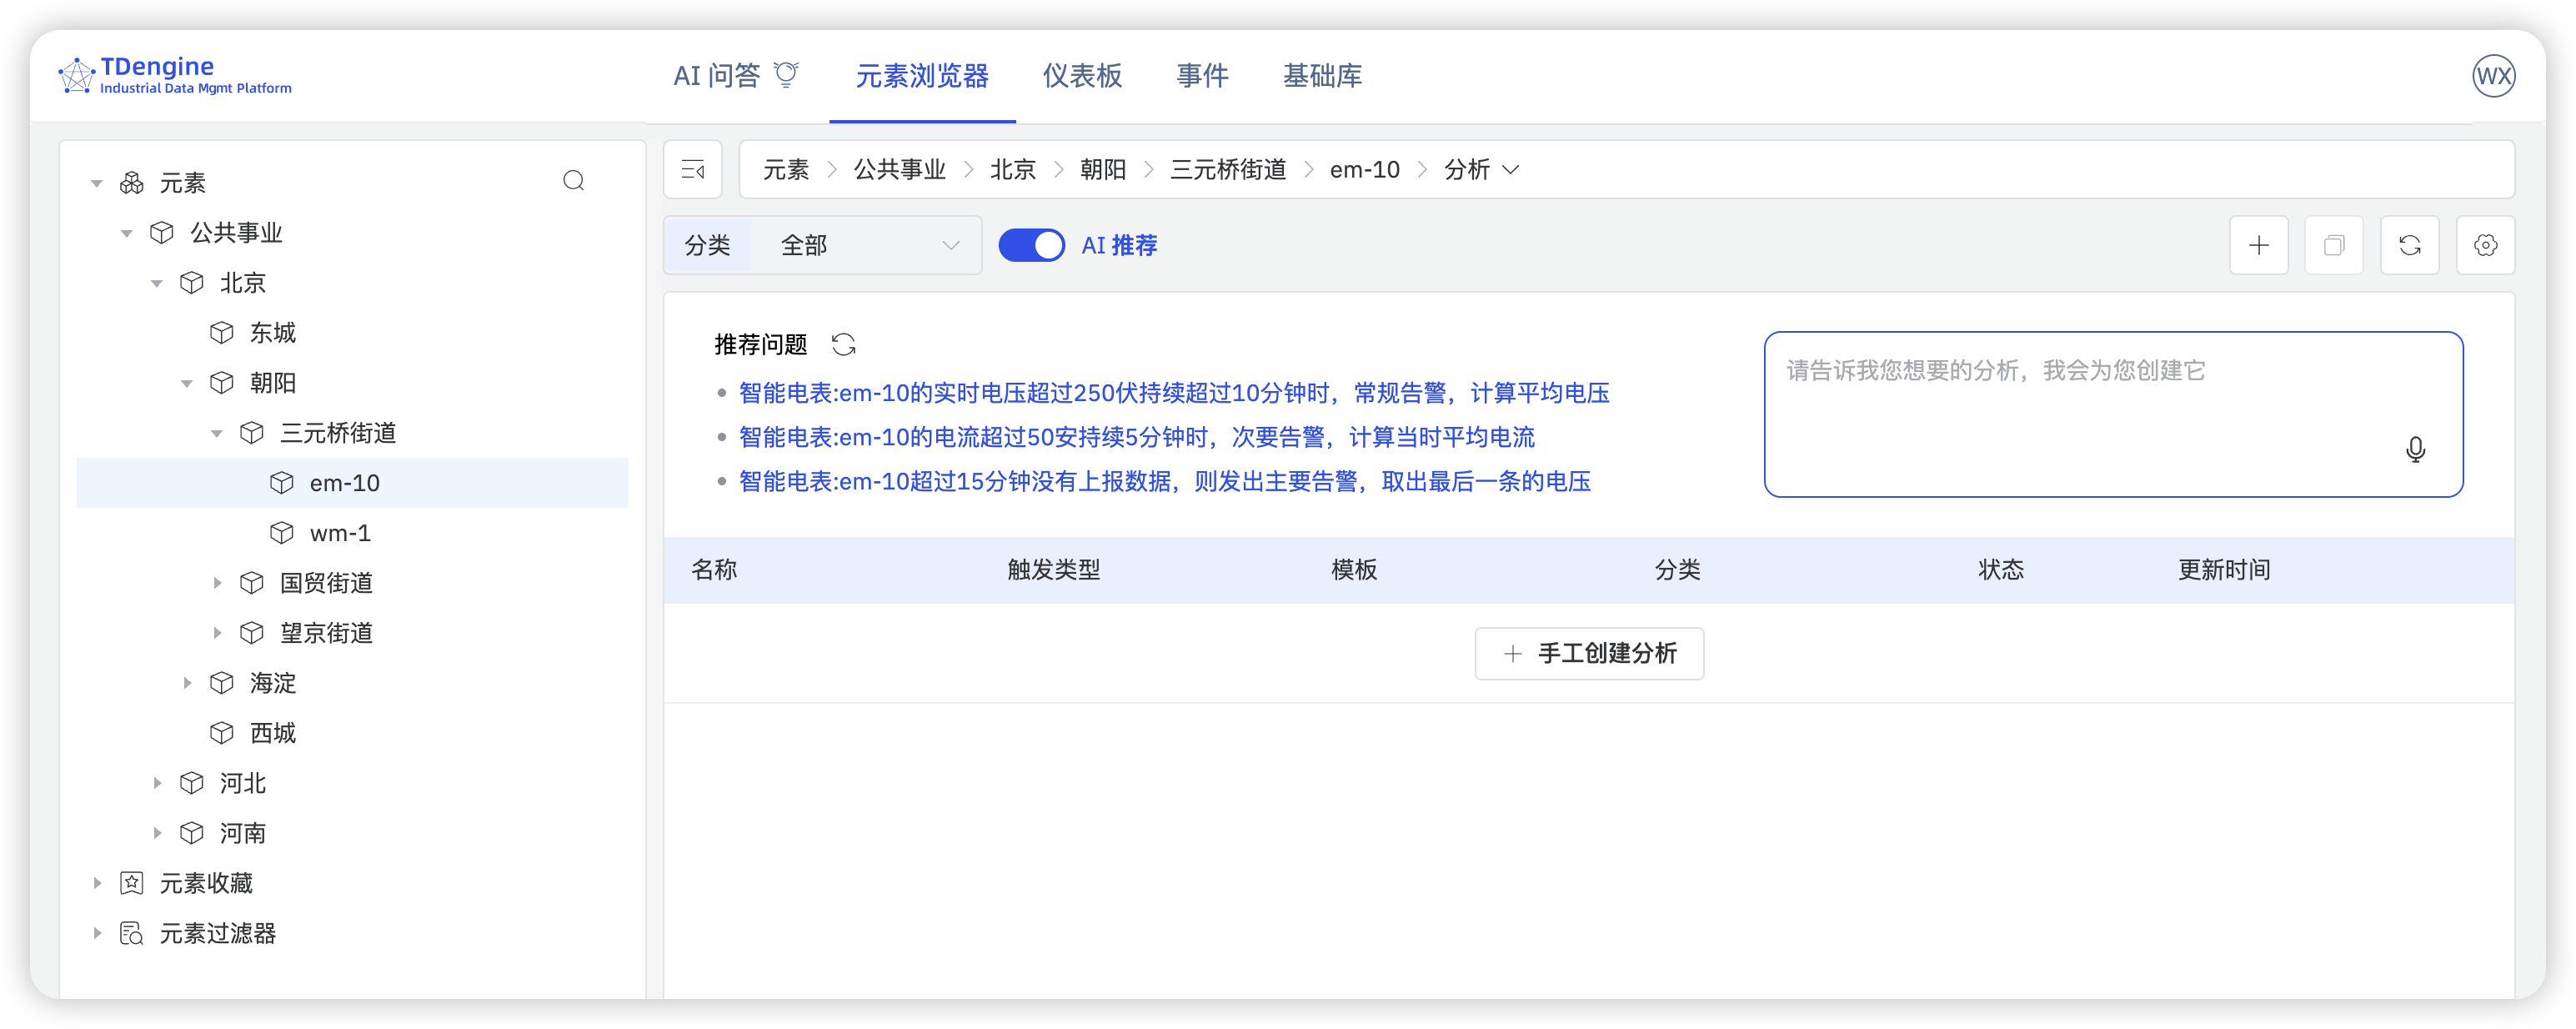 TDengine
Industrial Data Mgmt Platform
AI 问答
元素浏览器
仪表板
事件
基础库
WX
元素
公共事业
北京
东城
朝阳
三元桥街道
em-10
wm-1
国贸街道
望京街道
海淀
西城
河北
河南
元素收藏
元素过滤器
元素 > 公共事业 > 北京 > 朝阳 > 三元桥街道 > em-10 > 分析
分类 全部
AI 推荐
推荐问题
智能电表:em-10的实时电压超过250伏持续超过10分钟时，常规告警，计算平均电压
智能电表:em-10的电流超过50安持续5分钟时，次要告警，计算当时平均电流
智能电表:em-10超过15分钟没有上报数据，则发出主要告警，取出最后一条的电压
请告诉我您想要的分析，我会为您创建它
名称 触发类型 模板 分类 状态 更新时间
手工创建分析